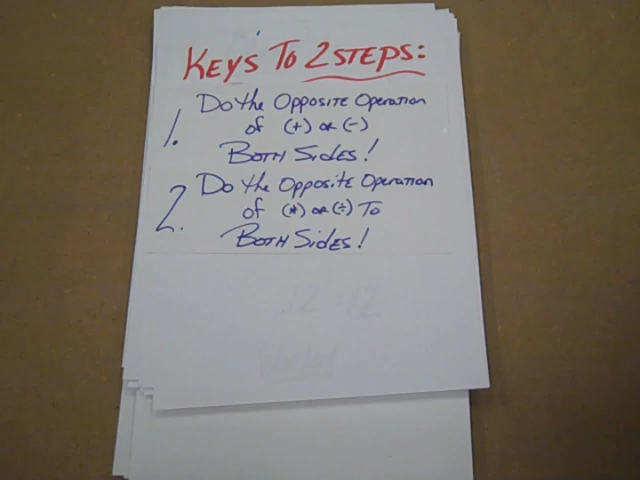 KEYS TO 2 STEPS:
1. Do the Opposite Operation
of (+) or (-)
BOTH SIDES!
2. Do the Opposite Operation
of (*) or (÷) To
BOTH SIDES!